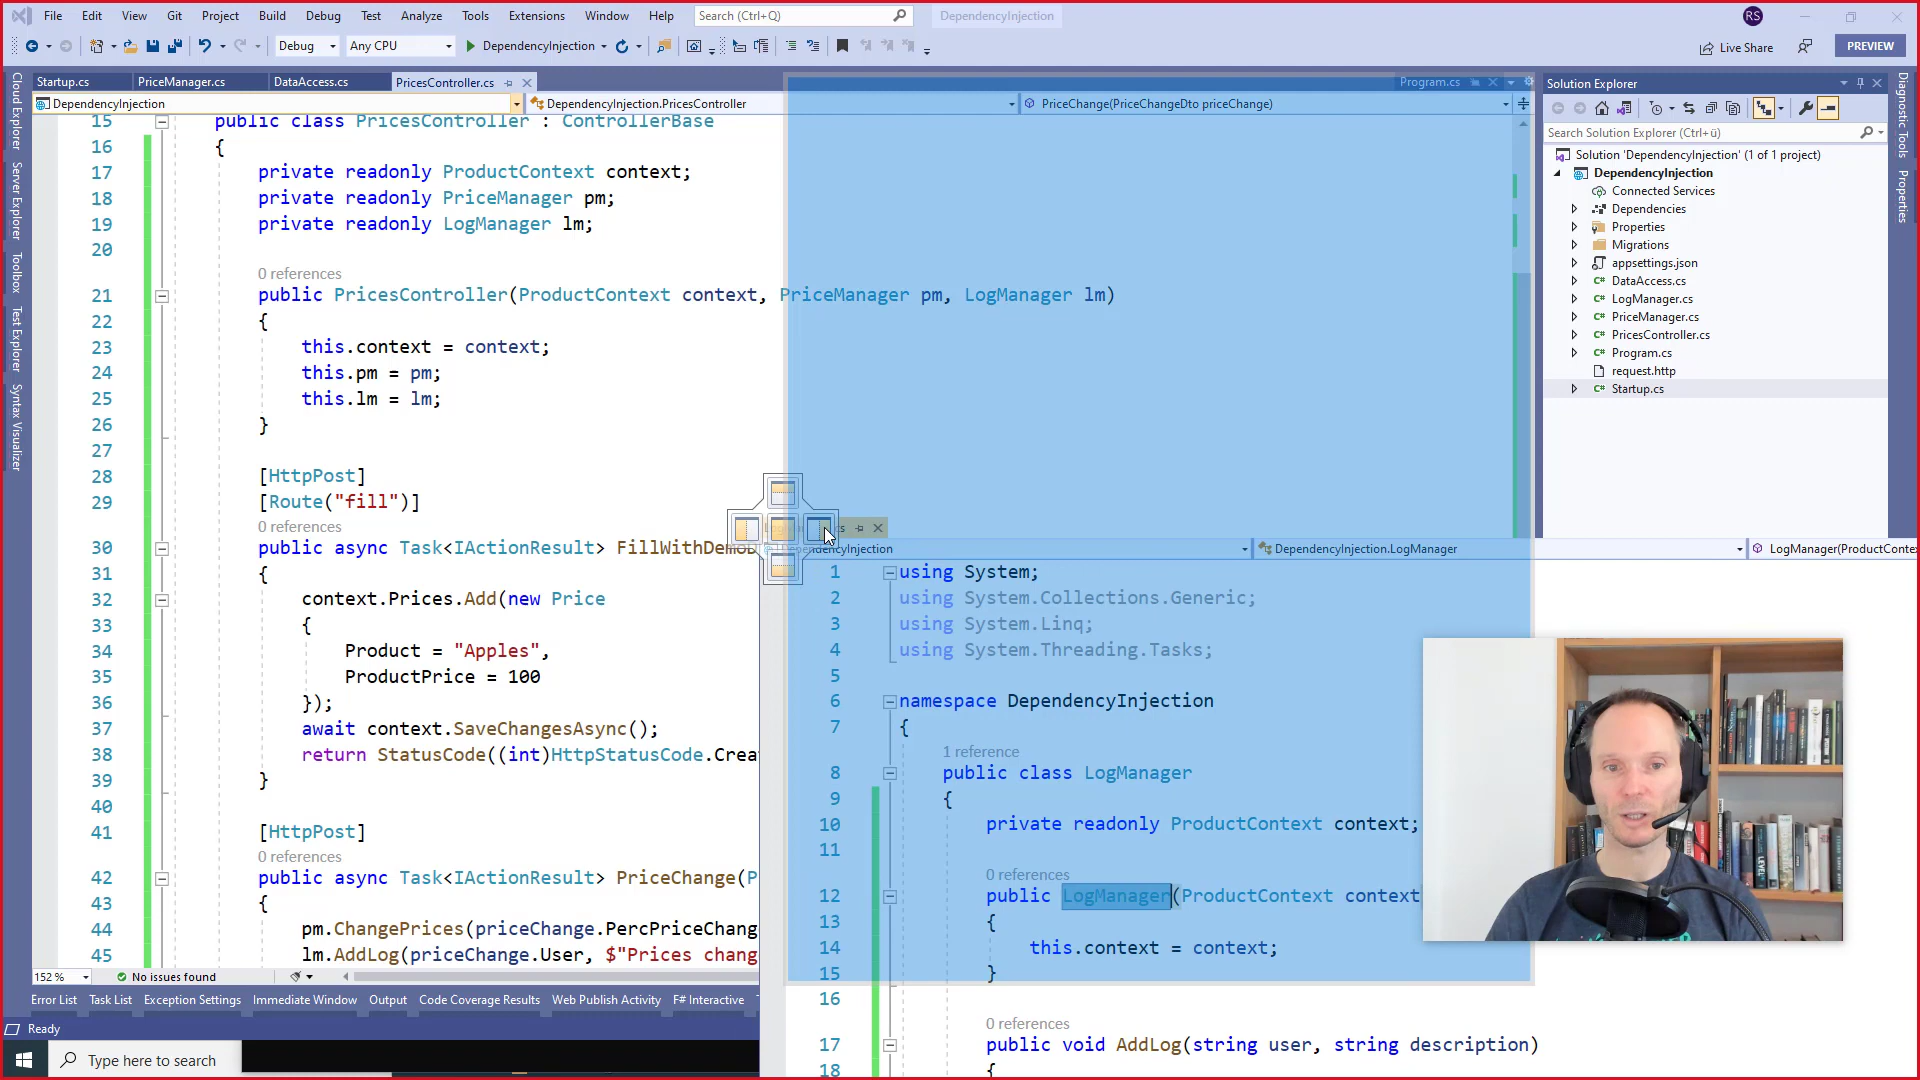 File Edit View Git Project Build Debug Test Analyze Tools Extensions Window Help Search (Ctrl+Q) DependencyInjection RS
Debug Any CPU DependencyInjection Live Share PREVIEW
Startup.cs PriceManager.cs DataAccess.cs PricesController.cs Program.cs
DependencyInjection DependencyInjection.PricesController PriceChange(PriceChangeDto priceChange)
Cloud Explorer
Server Explorer
Toolbox
Test Explorer
Syntax Visualizer
15 public class PricesController : ControllerBase
16 {
17 private readonly ProductContext context;
18 private readonly PriceManager pm;
19 private readonly LogManager lm;
20
0 references
21 public PricesController(ProductContext context, PriceManager pm, LogManager lm)
22 {
23 this.context = context;
24 this.pm = pm;
25 this.lm = lm;
26 }
27
28 [HttpPost]
29 [Route("fill")]
0 references
30 public async Task<IActionResult> FillWithDemoD
31 {
32 context.Prices.Add(new Price
33 {
34 Product = "Apples",
35 ProductPrice = 100
36 });
37 await context.SaveChangesAsync();
38 return StatusCode((int)HttpStatusCode.Crea
39 }
40
41 [HttpPost]
0 references
42 public async Task<IActionResult> PriceChange(P
43 {
44 pm.ChangePrices(priceChange.PercPriceChang
45 lm.AddLog(priceChange.User, $"Prices chang
152 % No issues found
Error List Task List Exception Settings Immediate Window Output Code Coverage Results Web Publish Activity F# Interactive
Ready
Type here to search
DependencyInjection DependencyInjection.LogManager LogManager(ProductConte
1 using System;
2 using System.Collections.Generic;
3 using System.Linq;
4 using System.Threading.Tasks;
5
6 namespace DependencyInjection
7 {
1 reference
8 public class LogManager
9 {
10 private readonly ProductContext context;
11
0 references
12 public LogManager(ProductContext context
13 {
14 this.context = context;
15 }
16
0 references
17 public void AddLog(string user, string description)
18 {
Solution Explorer
Search Solution Explorer (Ctrl+ü)
Solution 'DependencyInjection' (1 of 1 project)
DependencyInjection
Connected Services
Dependencies
Properties
Migrations
appsettings.json
DataAccess.cs
LogManager.cs
PriceManager.cs
PricesController.cs
Program.cs
request.http
Startup.cs
Diagnostic Tools
Properties